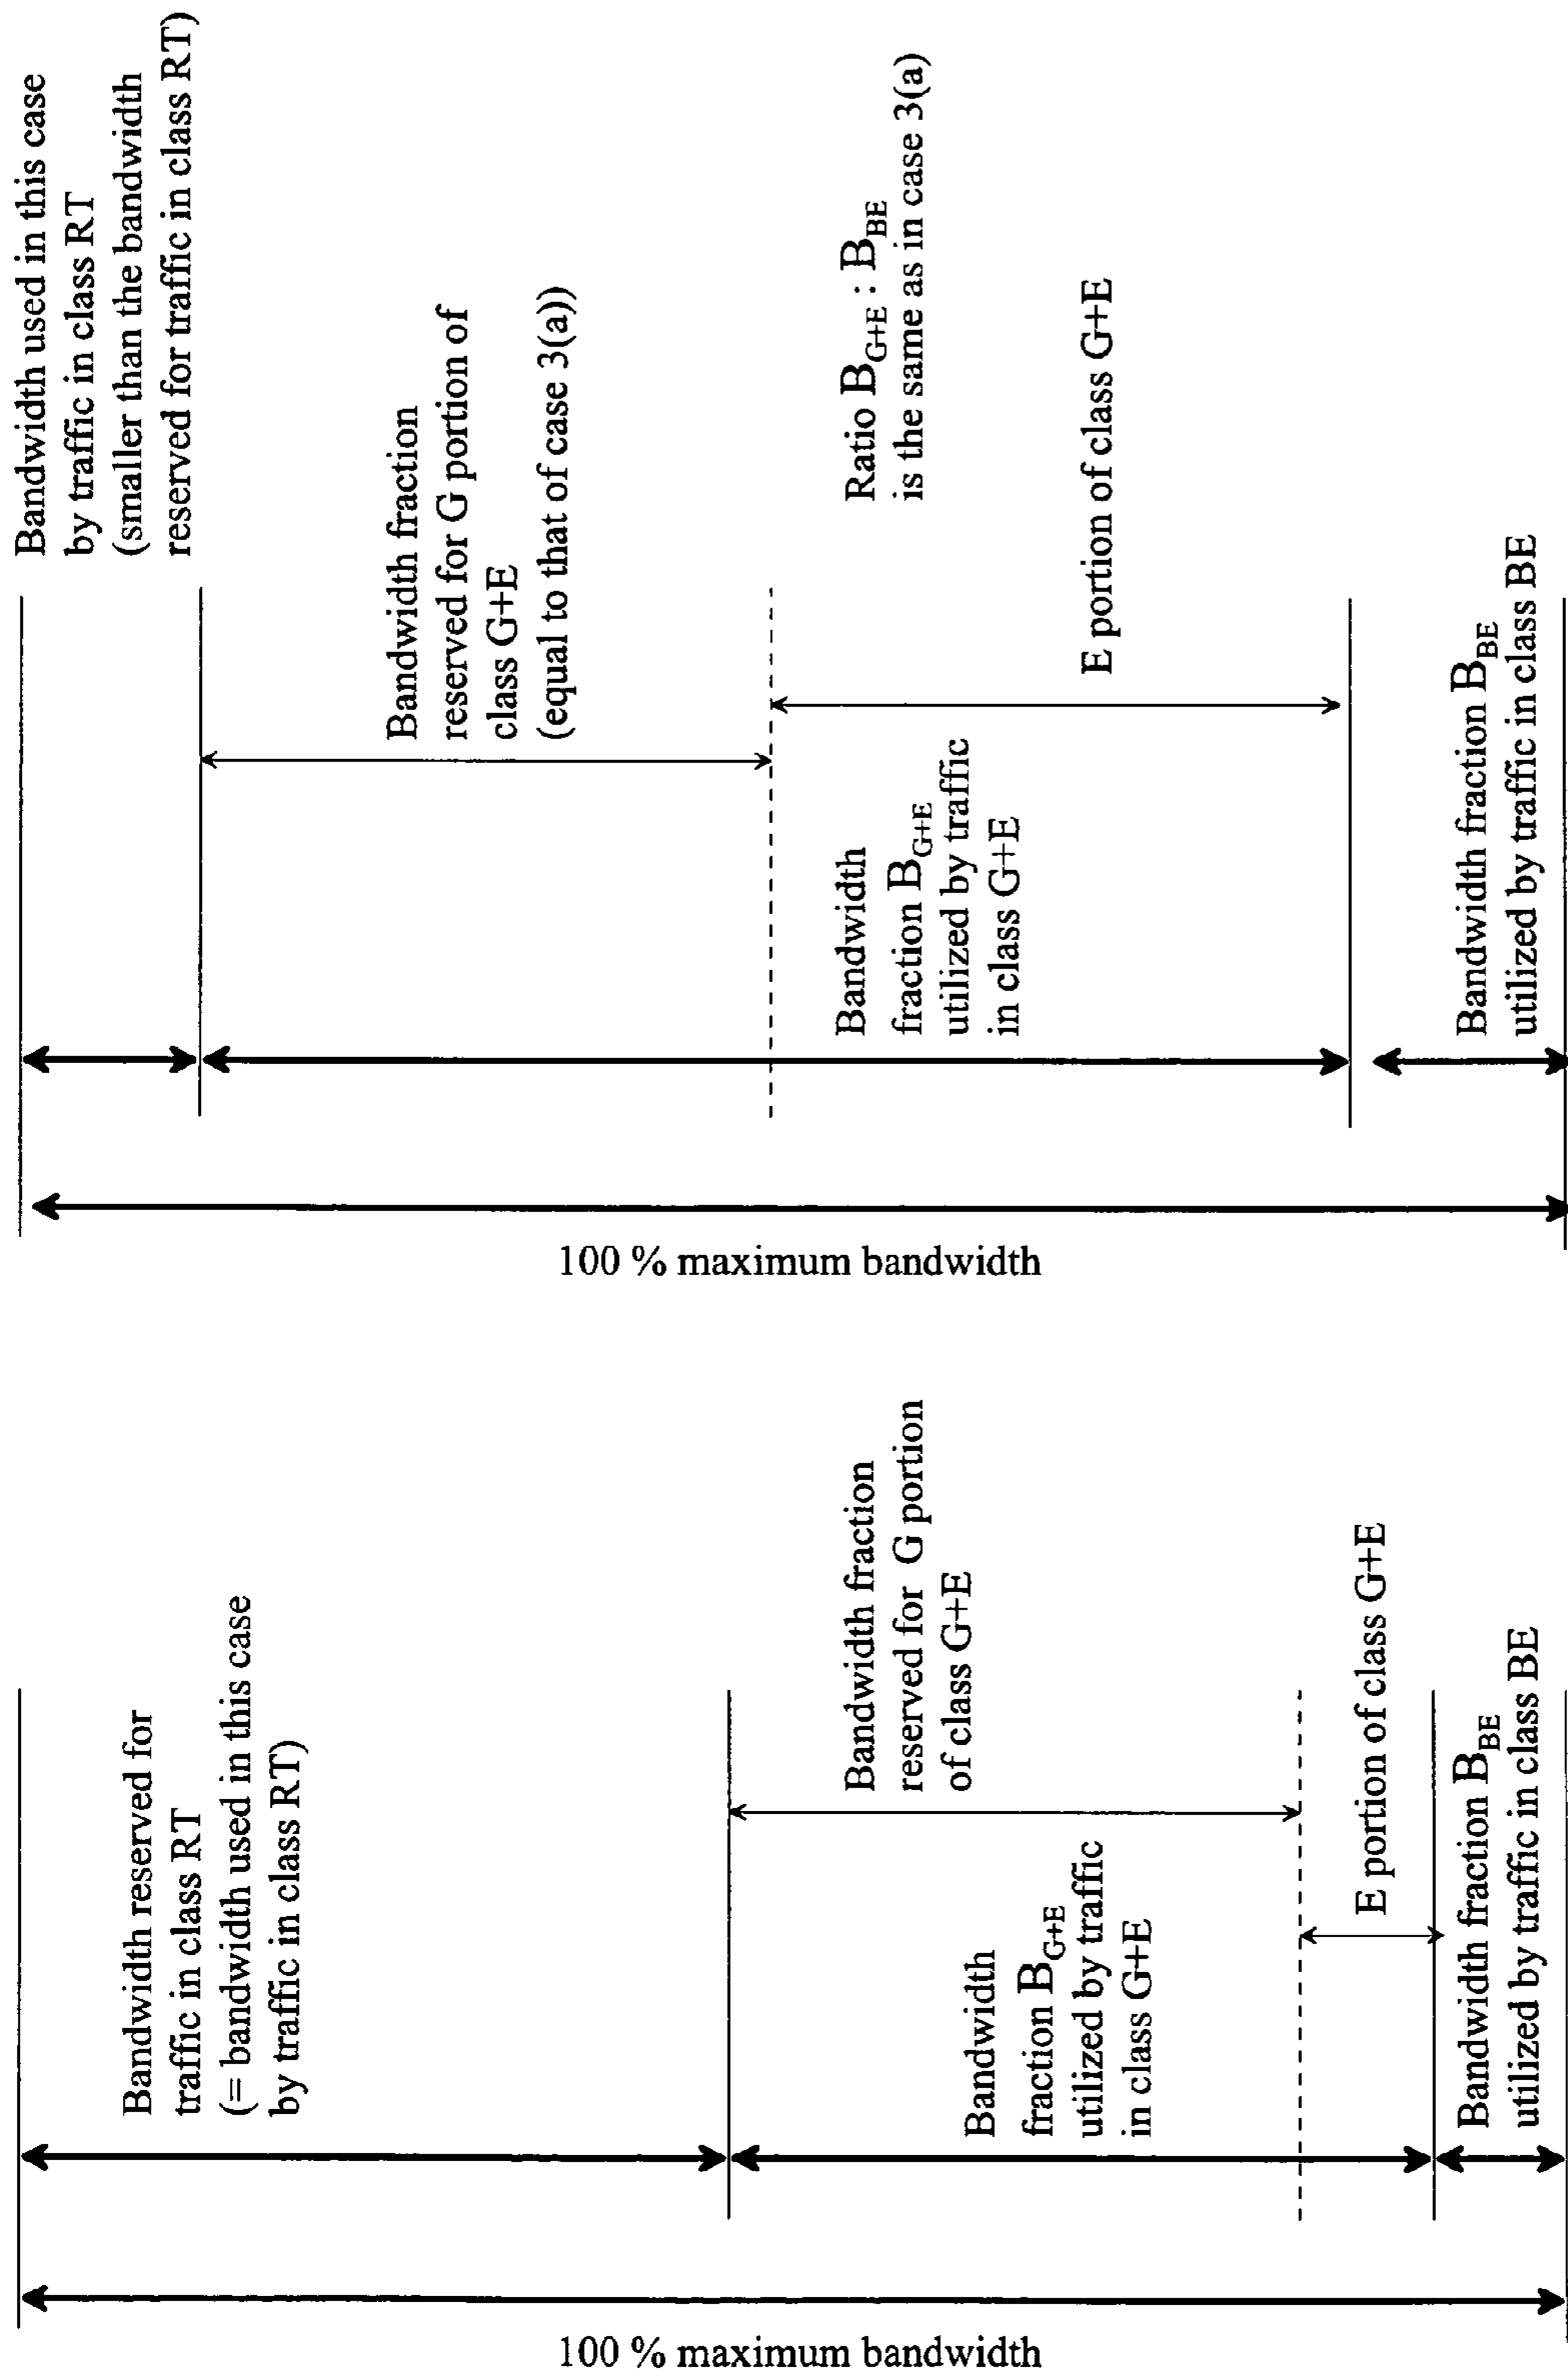 Bandwidth reserved for
traffic in class RT
(= bandwidth used in this case
by traffic in class RT)
Bandwidth fraction
reserved for G portion
of class G+E
Bandwidth
fraction B_G+E
utilized by traffic
in class G+E
E portion of class G+E
Bandwidth fraction B_BE
utilized by traffic in class BE
100 % maximum bandwidth
Bandwidth used in this case
by traffic in class RT
(smaller than the bandwidth
reserved for traffic in class RT)
Bandwidth fraction
reserved for G portion of
class G+E
(equal to that of case 3(a))
Bandwidth
fraction B_G+E
utilized by traffic
in class G+E
Ratio B_G+E : B_BE
is the same as in case 3(a)
E portion of class G+E
Bandwidth fraction B_BE
utilized by traffic in class BE
100 % maximum bandwidth